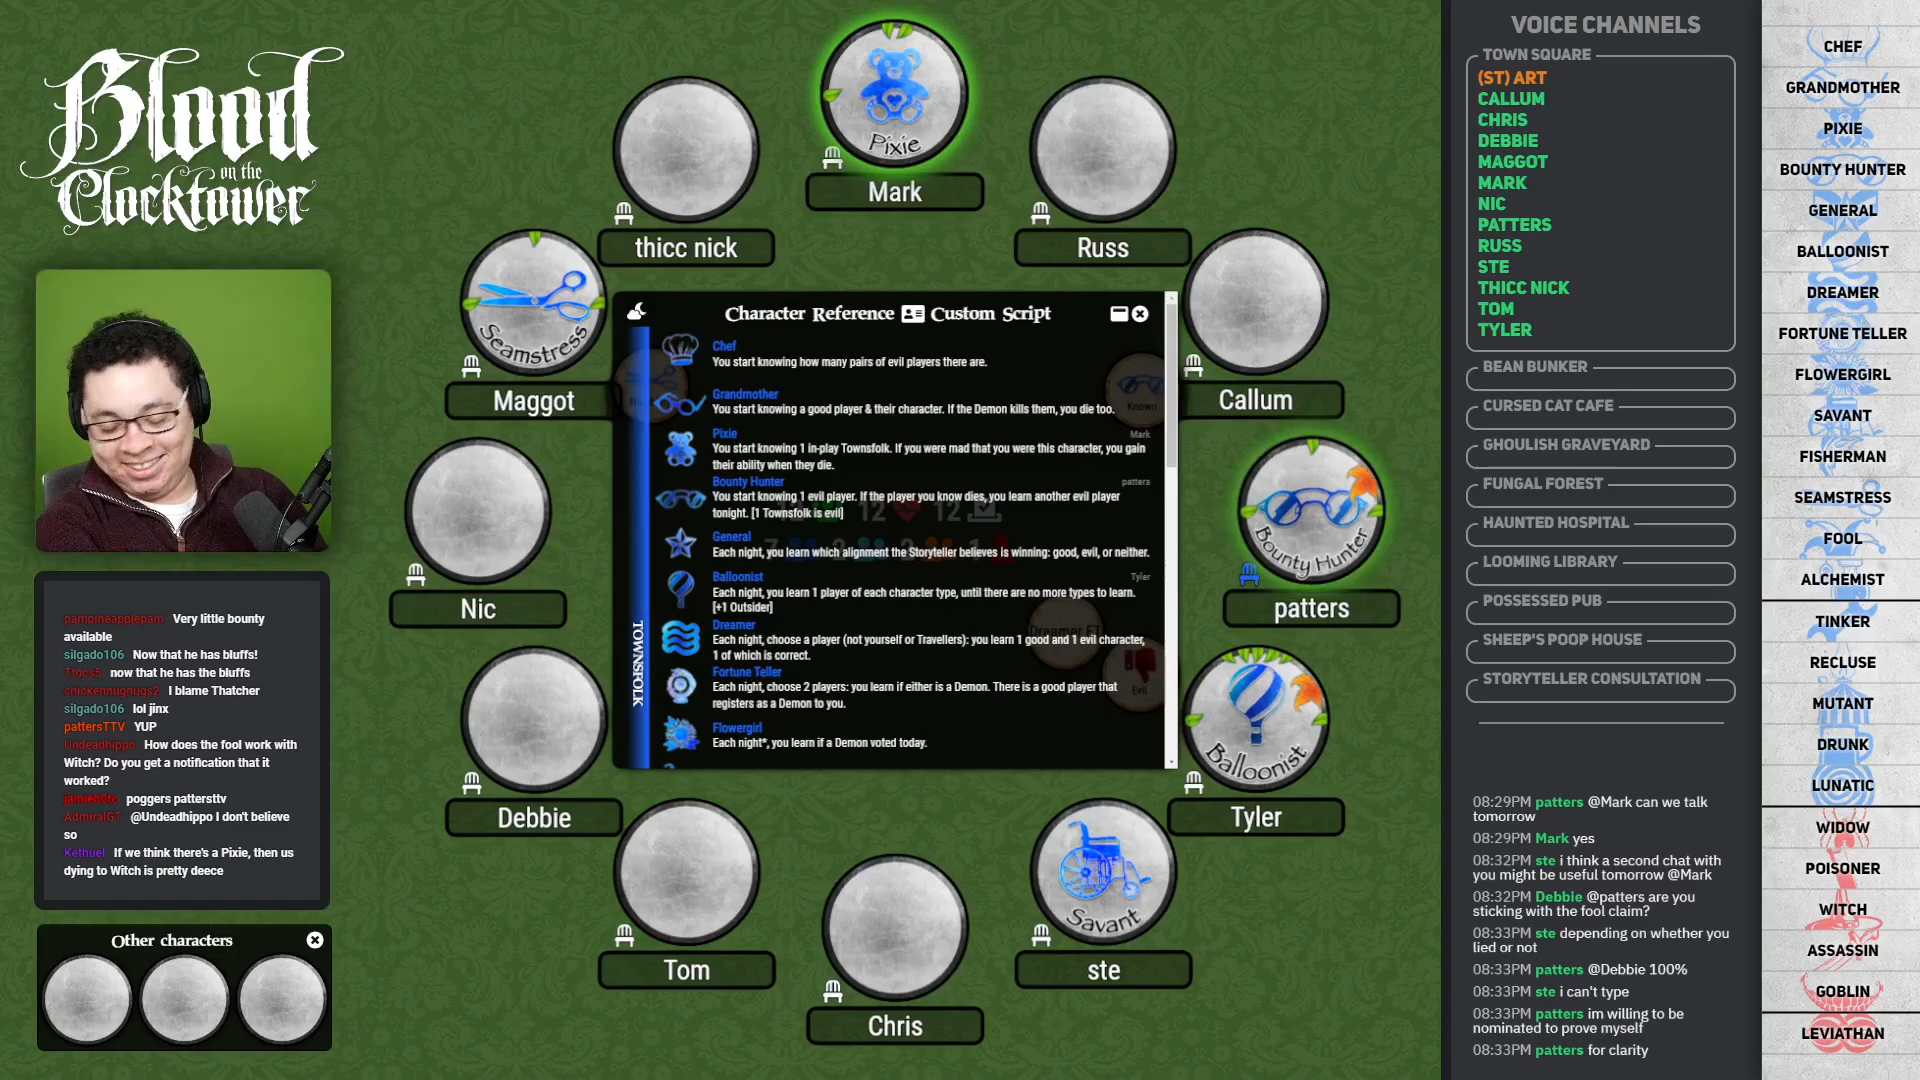 Blood
on the
Clocktower
Pixie
Mark
thicc nick
Russ
Seamstress
Maggot
Callum
Nic
Bounty Hunter
patters
Debbie
Balloonist
Tyler
Tom
Savant
ste
Chris
Character Reference Custom Script
TOWNSFOLK
Chef
You start knowing how many pairs of evil players there are.
Grandmother
You start knowing a good player & their character. If the Demon kills them, you die too.
Known
Pixie
Mark
You start knowing 1 in-play Townsfolk. If you were mad that you were this character, you gain
their ability when they die.
Bounty Hunter
patters
You start knowing 1 evil player. If the player you know dies, you learn another evil player
tonight. [1 Townsfolk is evil]
12 12
General
Each night, you learn which alignment the Storyteller believes is winning: good, evil, or neither.
Balloonist
Tyler
Each night, you learn 1 player of each character type, until there are no more types to learn.
[+1 Outsider]
Dreamer
Each night, choose a player (not yourself or Travellers): you learn 1 good and 1 evil character,
1 of which is correct.
Fortune Teller
Each night, choose 2 players: you learn if either is a Demon. There is a good player that
registers as a Demon to you.
Evil
Flowergirl
Each night*, you learn if a Demon voted today.
pampineapplepam Very little bounty
available
silgado106 Now that he has bluffs!
Ttocs5 now that he has the bluffs
chickennugnugs2 I blame Thatcher
silgado106 lol jinx
pattersTTV YUP
Undeadhippo How does the fool work with
Witch? Do you get a notification that it
worked?
poggers pattersttv
AdmiralGT @Undeadhippo I don't believe
so
Kethuel If we think there's a Pixie, then us
dying to Witch is pretty deece
Other characters
VOICE CHANNELS
TOWN SQUARE
(ST) ART
CALLUM
CHRIS
DEBBIE
MAGGOT
MARK
NIC
PATTERS
RUSS
STE
THICC NICK
TOM
TYLER
BEAN BUNKER
CURSED CAT CAFE
GHOULISH GRAVEYARD
FUNGAL FOREST
HAUNTED HOSPITAL
LOOMING LIBRARY
POSSESSED PUB
SHEEP'S POOP HOUSE
STORYTELLER CONSULTATION
08:29PM patters @Mark can we talk
tomorrow
08:29PM Mark yes
08:32PM ste i think a second chat with
you might be useful tomorrow @Mark
08:32PM Debbie @patters are you
sticking with the fool claim?
08:33PM ste depending on whether you
lied or not
08:33PM patters @Debbie 100%
08:33PM ste i can't type
08:33PM patters im willing to be
nominated to prove myself
08:33PM patters for clarity
CHEF
GRANDMOTHER
PIXIE
BOUNTY HUNTER
GENERAL
BALLOONIST
DREAMER
FORTUNE TELLER
FLOWERGIRL
SAVANT
FISHERMAN
SEAMSTRESS
FOOL
ALCHEMIST
TINKER
RECLUSE
MUTANT
DRUNK
LUNATIC
WIDOW
POISONER
WITCH
ASSASSIN
GOBLIN
LEVIATHAN